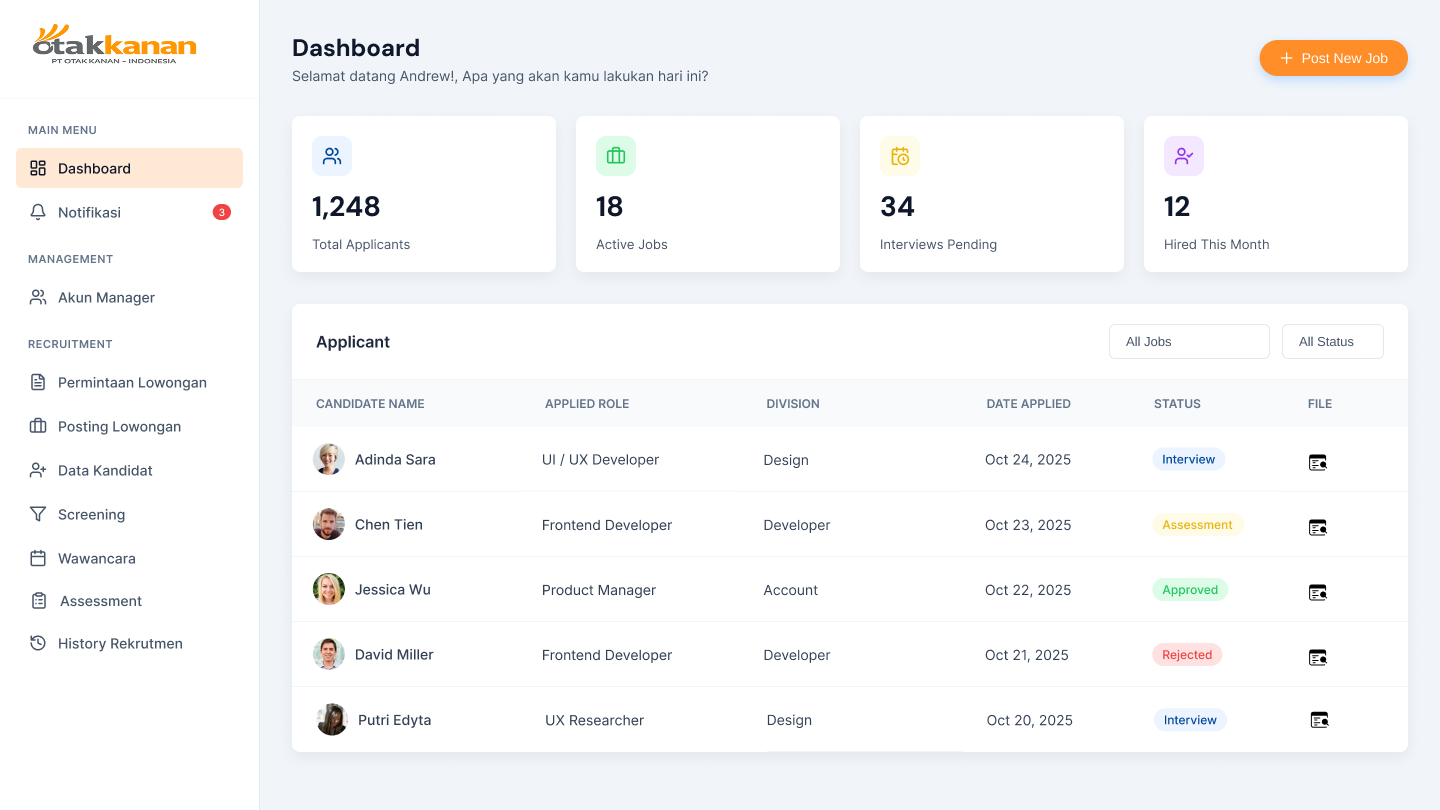 otakkanan
PT OTAK KANAN - INDONESIA
MAIN MENU
Dashboard
Notifikasi 3
MANAGEMENT
Akun Manager
RECRUITMENT
Permintaan Lowongan
Posting Lowongan
Data Kandidat
Screening
Wawancara
Assessment
History Rekrutmen
Dashboard
Selamat datang Andrew!, Apa yang akan kamu lakukan hari ini?
Post New Job
1,248
Total Applicants
18
Active Jobs
34
Interviews Pending
12
Hired This Month
Applicant All Jobs All Status
CANDIDATE NAME APPLIED ROLE DIVISION DATE APPLIED STATUS FILE
Adinda Sara UI / UX Developer Design Oct 24, 2025 Interview
Chen Tien Frontend Developer Developer Oct 23, 2025 Assessment
Jessica Wu Product Manager Account Oct 22, 2025 Approved
David Miller Frontend Developer Developer Oct 21, 2025 Rejected
Putri Edyta UX Researcher Design Oct 20, 2025 Interview